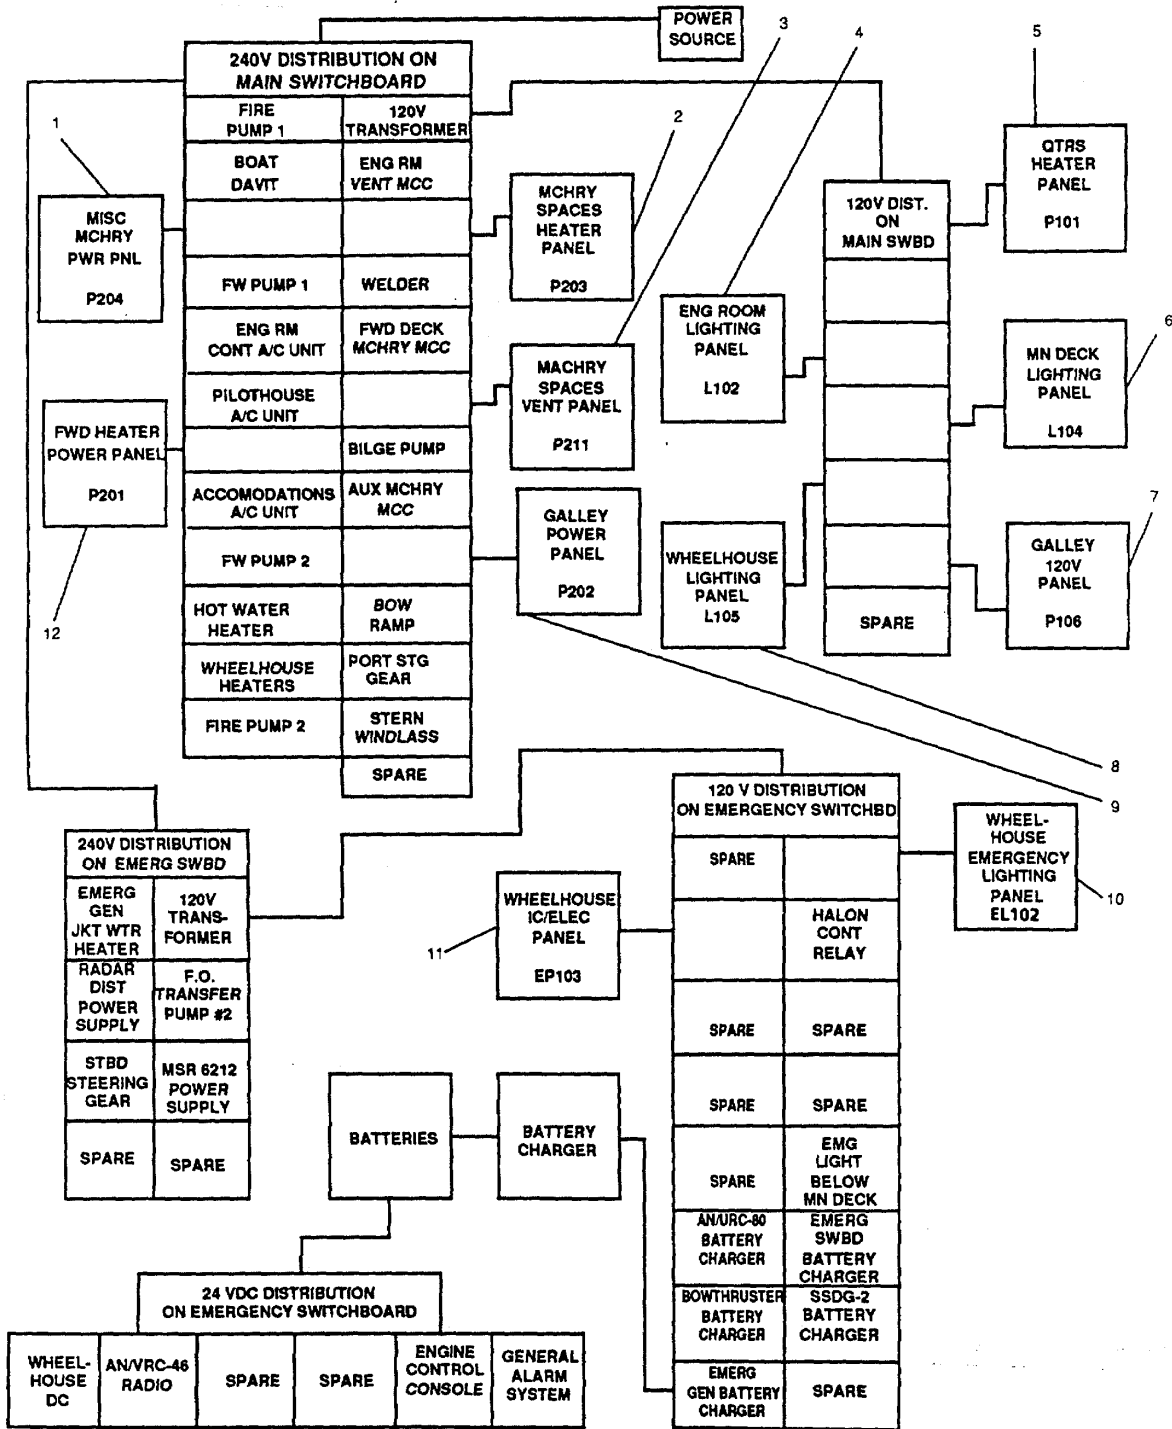 POWER
SOURCE
3
4
5
240V DISTRIBUTION ON
MAIN SWITCHBOARD
FIRE
PUMP 1
120V
TRANSFORMER
BOAT
DAVIT
ENG RM
VENT MCC
FW PUMP 1
WELDER
ENG RM
CONT A/C UNIT
FWD DECK
MCHRY MCC
PILOTHOUSE
A/C UNIT
BILGE PUMP
ACCOMODATIONS
A/C UNIT
AUX MCHRY
MCC
FW PUMP 2
HOT WATER
HEATER
BOW
RAMP
WHEELHOUSE
HEATERS
PORT STG
GEAR
FIRE PUMP 2
STERN
WINDLASS
SPARE
1
MISC
MCHRY
PWR PNL
P204
FWD HEATER
POWER PANEL
P201
12
2
MCHRY
SPACES
HEATER
PANEL
P203
MACHRY
SPACES
VENT PANEL
P211
GALLEY
POWER
PANEL
P202
ENG ROOM
LIGHTING
PANEL
L102
WHEELHOUSE
LIGHTING
PANEL
L105
120V DIST.
ON
MAIN SWBD
SPARE
QTRS
HEATER
PANEL
P101
6
MN DECK
LIGHTING
PANEL
L104
7
GALLEY
120V
PANEL
P106
8
9
240V DISTRIBUTION
ON EMERG SWBD
EMERG
GEN
JKT WTR
HEATER
120V
TRANS-
FORMER
RADAR
DIST
POWER
SUPPLY
F.O.
TRANSFER
PUMP #2
STBD
STEERING
GEAR
MSR 6212
POWER
SUPPLY
SPARE
SPARE
120 V DISTRIBUTION
ON EMERGENCY SWITCHBD
SPARE
HALON
CONT
RELAY
SPARE
SPARE
SPARE
SPARE
SPARE
EMG
LIGHT
BELOW
MN DECK
AN/URC-80
BATTERY
CHARGER
EMERG
SWBD
BATTERY
CHARGER
BOWTHRUSTER
BATTERY
CHARGER
SSDG-2
BATTERY
CHARGER
EMERG
GEN BATTERY
CHARGER
SPARE
WHEEL-
HOUSE
EMERGENCY
LIGHTING
PANEL
EL102
10
WHEELHOUSE
IC/ELEC
PANEL
EP103
11
BATTERIES
BATTERY
CHARGER
24 VDC DISTRIBUTION
ON EMERGENCY SWITCHBOARD
WHEEL-
HOUSE
DC
AN/VRC-46
RADIO
SPARE
SPARE
ENGINE
CONTROL
CONSOLE
GENERAL
ALARM
SYSTEM